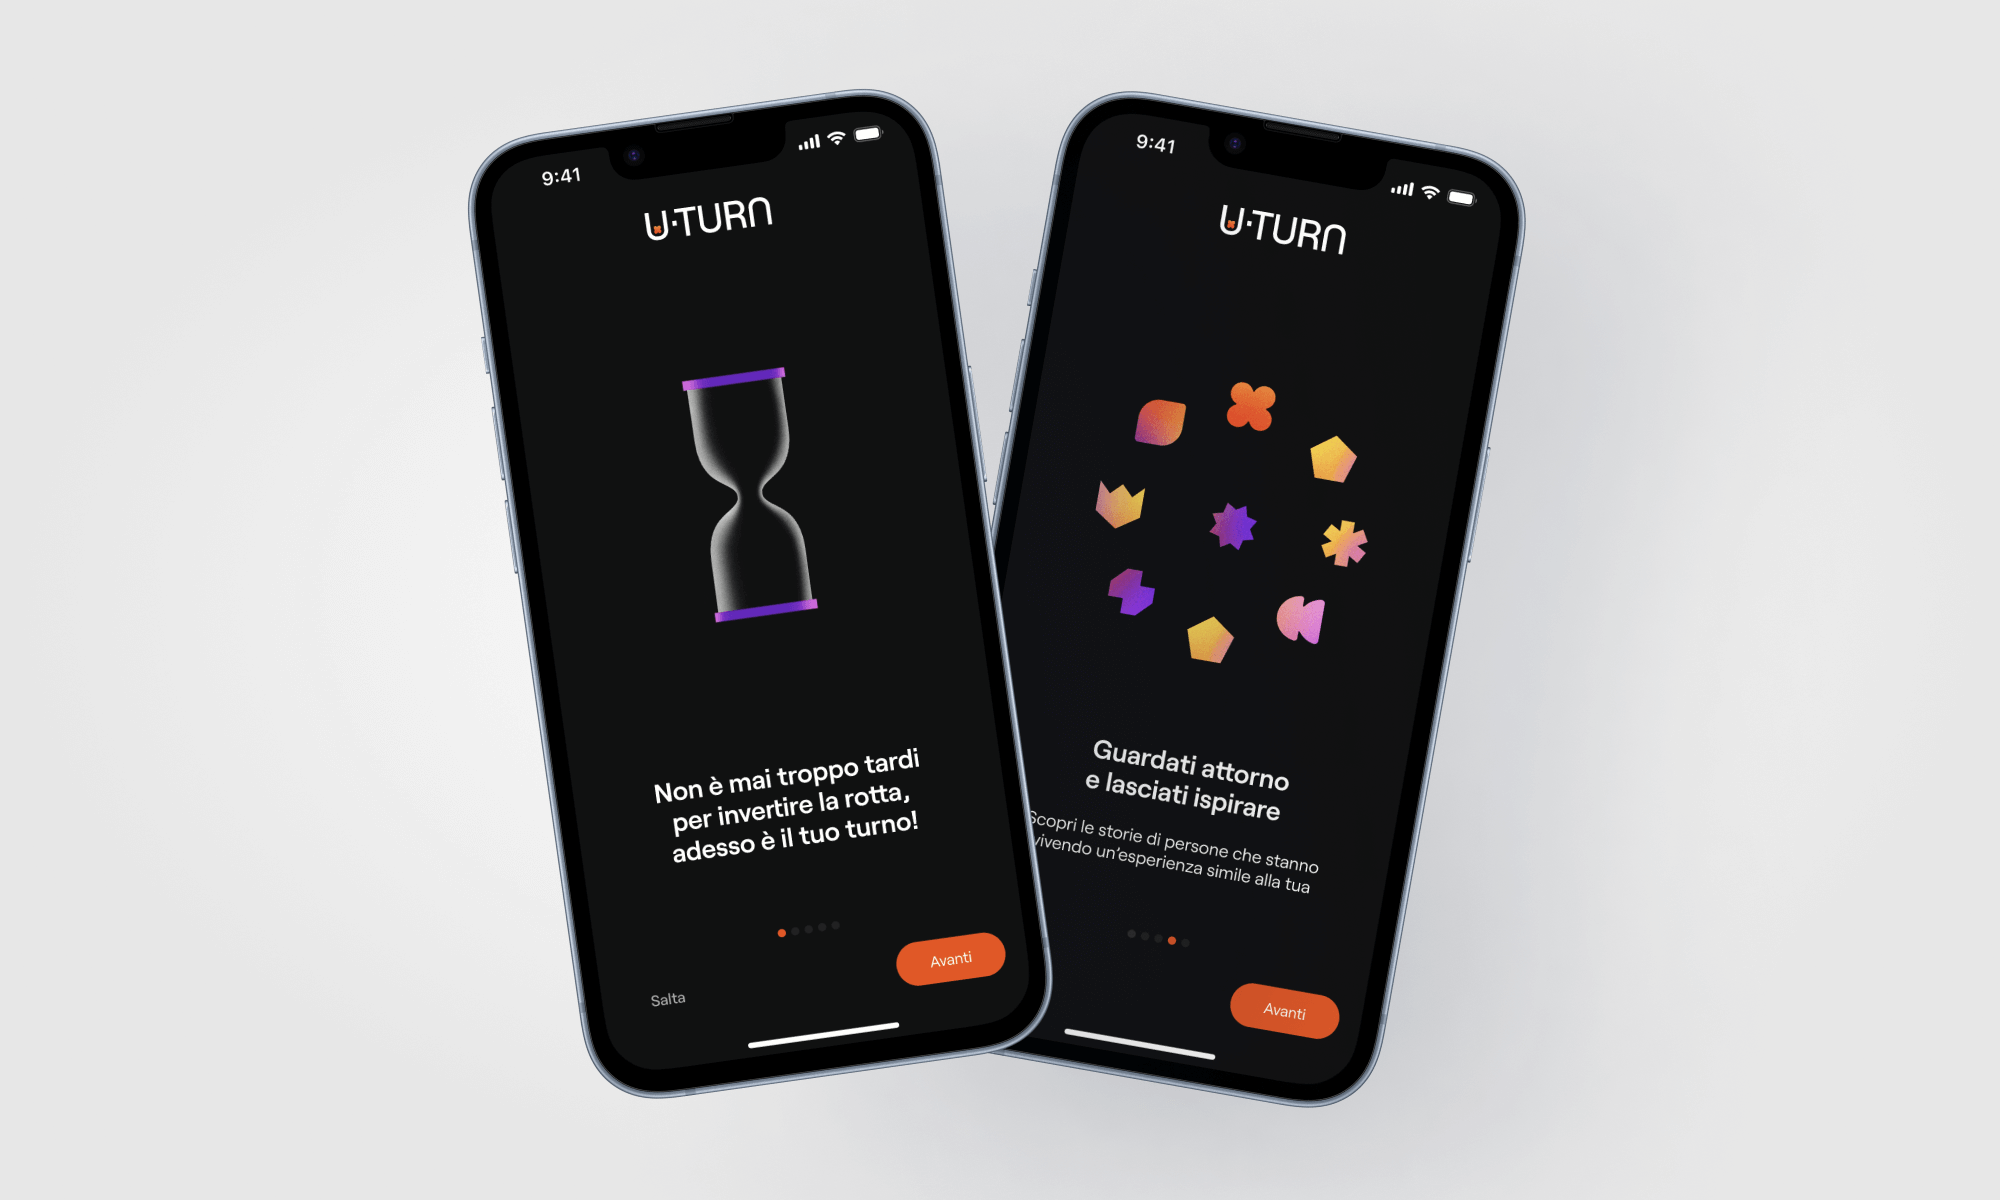 9:41
U·TURN
Non è mai troppo tardi
per invertire la rotta,
adesso è il tuo turno!
Avanti
Salta
9:41
U·TURN
Guardati attorno
e lasciati ispirare
Scopri le storie di persone che stanno
vivendo un'esperienza simile alla tua
Avanti